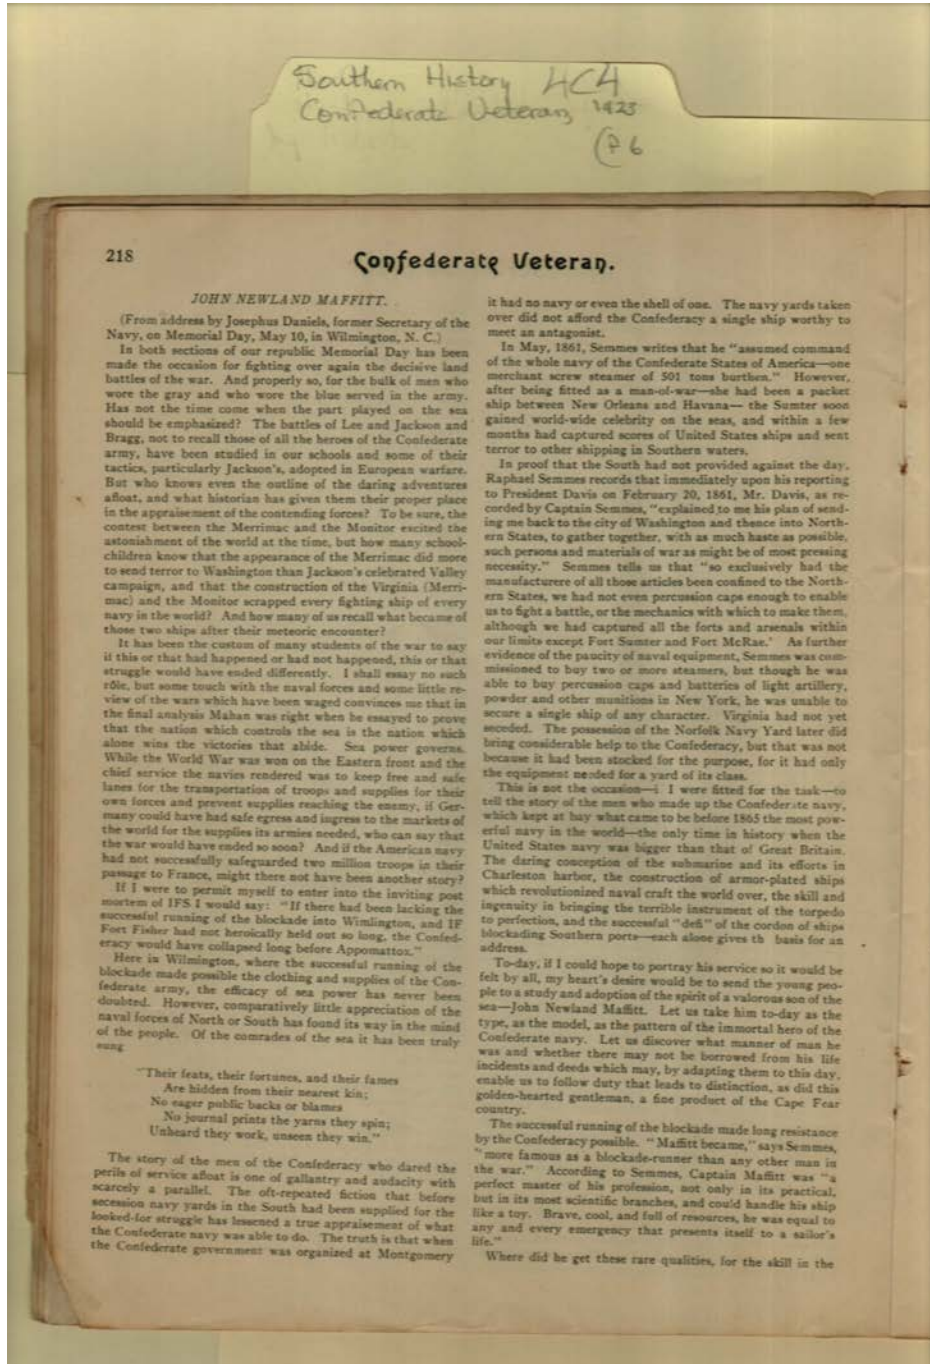 Southern History 4C4
Confederate Veteran, 1923
(P 6
218
Confederate Veteran.
JOHN NEWLAND MAFFITT.
(From address by Josephus Daniels, former Secretary of the
Navy, on Memorial Day, May 10, in Wilmington, N. C.)
In both sections of our republic Memorial Day has been
made the occasion for fighting over again the decisive land
battles of the war. And properly so, for the bulk of men who
wore the gray and who wore the blue served in the army.
Has not the time come when the part played on the sea
should be emphasized? The battles of Lee and Jackson and
Bragg, not to recall those of all the heroes of the Confederate
army, have been studied in our schools and some of their
tactics, particularly Jackson's, adopted in European warfare.
But who knows even the outline of the daring adventures
afloat, and what historian has given them their proper place
in the appraisement of the contending forces? To be sure, the
contest between the Merrimac and the Monitor excited the
astonishment of the world at the time, but how many school-
children know that the appearance of the Merrimac did more
to send terror to Washington than Jackson's celebrated Valley
campaign, and that the construction of the Virginia (Merri-
mac) and the Monitor scrapped every fighting ship of every
navy in the world? And how many of us recall what became of
those two ships after their meteoric encounter?
It has been the custom of many students of the war to say
if this or that had happened or had not happened, this or that
struggle would have ended differently. I shall essay no such
rôle, but some touch with the naval forces and some little re-
view of the wars which have been waged convinces me that in
the final analysis Mahan was right when he essayed to prove
that the nation which controls the sea is the nation which
alone wins the victories that abide. Sea power governs.
While the World War was won on the Eastern front and the
chief service the navies rendered was to keep free and safe
lanes for the transportation of troops and supplies for their
own forces and prevent supplies reaching the enemy, if Ger-
many could have had safe egress and ingress to the markets of
the world for the supplies its armies needed, who can say that
the war would have ended so soon? And if the American navy
had not successfully safeguarded two million troops in their
passage to France, might there not have been another story?
If I were to permit myself to enter into the inviting post
mortem of IFS I would say: "If there had been lacking the
successful running of the blockade into Wimlington, and IF
Fort Fisher had not heroically held out so long, the Confed-
eracy would have collapsed long before Appomattox."
Here in Wilmington, where the successful running of the
blockade made possible the clothing and supplies of the Con-
federate army, the efficacy of sea power has never been
doubted. However, comparatively little appreciation of the
naval forces of North or South has found its way in the mind
of the people. Of the comrades of the sea it has been truly
sung
"Their feats, their fortunes, and their fames
Are hidden from their nearest kin;
No eager public backs or blames
No journal prints the yarns they spin;
Unheard they work, unseen they win."
The story of the men of the Confederacy who dared the
perils of service afloat is one of gallantry and audacity with
scarcely a parallel. The oft-repeated fiction that before
secession navy yards in the South had been supplied for the
looked-for struggle has lessened a true appraisement of what
the Confederate navy was able to do. The truth is that when
the Confederate government was organized at Montgomery
it had no navy or even the shell of one. The navy yards taken
over did not afford the Confederacy a single ship worthy to
meet an antagonist.
In May, 1861, Semmes writes that he "assumed command
of the whole navy of the Confederate States of America—one
merchant screw steamer of 501 tons burthen." However,
after being fitted as a man-of-war—she had been a packet
ship between New Orleans and Havana— the Sumter soon
gained world-wide celebrity on the seas, and within a few
months had captured scores of United States ships and sent
terror to other shipping in Southern waters.
In proof that the South had not provided against the day,
Raphael Semmes records that immediately upon his reporting
to President Davis on February 20, 1861, Mr. Davis, as re-
corded by Captain Semmes, "explained to me his plan of send-
ing me back to the city of Washington and thence into North-
ern States, to gather together, with as much haste as possible,
such persons and materials of war as might be of most pressing
necessity." Semmes tells us that "so exclusively had the
manufacturere of all those articles been confined to the North-
ern States, we had not even percussion caps enough to enable
us to fight a battle, or the mechanics with which to make them,
although we had captured all the forts and arsenals within
our limits except Fort Sumter and Fort McRae.' As further
evidence of the paucity of naval equipment, Semmes was com-
missioned to buy two or more steamers, but though he was
able to buy percussion caps and batteries of light artillery,
powder and other munitions in New York, he was unable to
secure a single ship of any character. Virginia had not yet
seceded. The possession of the Norfolk Navy Yard later did
bring considerable help to the Confederacy, but that was not
because it had been stocked for the purpose, for it had only
the equipment needed for a yard of its class.
This is not the occasion—i I were fitted for the task—to
tell the story of the men who made up the Confederate navy,
which kept at bay what came to be before 1865 the most pow-
erful navy in the world—the only time in history when the
United States navy was bigger than that of Great Britain.
The daring conception of the submarine and its efforts in
Charleston harbor, the construction of armor-plated ships
which revolutionized naval craft the world over, the skill and
ingenuity in bringing the terrible instrument of the torpedo
to perfection, and the successful "defi" of the cordon of ships
blockading Southern ports—each alone gives th basis for an
address.
To-day, if I could hope to portray his service so it would be
felt by all, my heart's desire would be to send the young peo-
ple to a study and adoption of the spirit of a valorous son of the
sea—John Newland Maffitt. Let us take him to-day as the
type, as the model, as the pattern of the immortal hero of the
Confederate navy. Let us discover what manner of man he
was and whether there may not be borrowed from his life
incidents and deeds which may, by adapting them to this day,
enable us to follow duty that leads to distinction, as did this
golden-hearted gentleman, a fine product of the Cape Fear
country.
The successful running of the blockade made long resistance
by the Confederacy possible. "Maffitt became," says Semmes,
"more famous as a blockade-runner than any other man in
the war." According to Semmes, Captain Maffitt was "a
perfect master of his profession, not only in its practical,
but in its most scientific branches, and could handle his ship
like a toy. Brave, cool, and full of resources, he was equal to
any and every emergency that presents itself to a sailor's
life."
Where did he get these rare qualities, for the skill in the